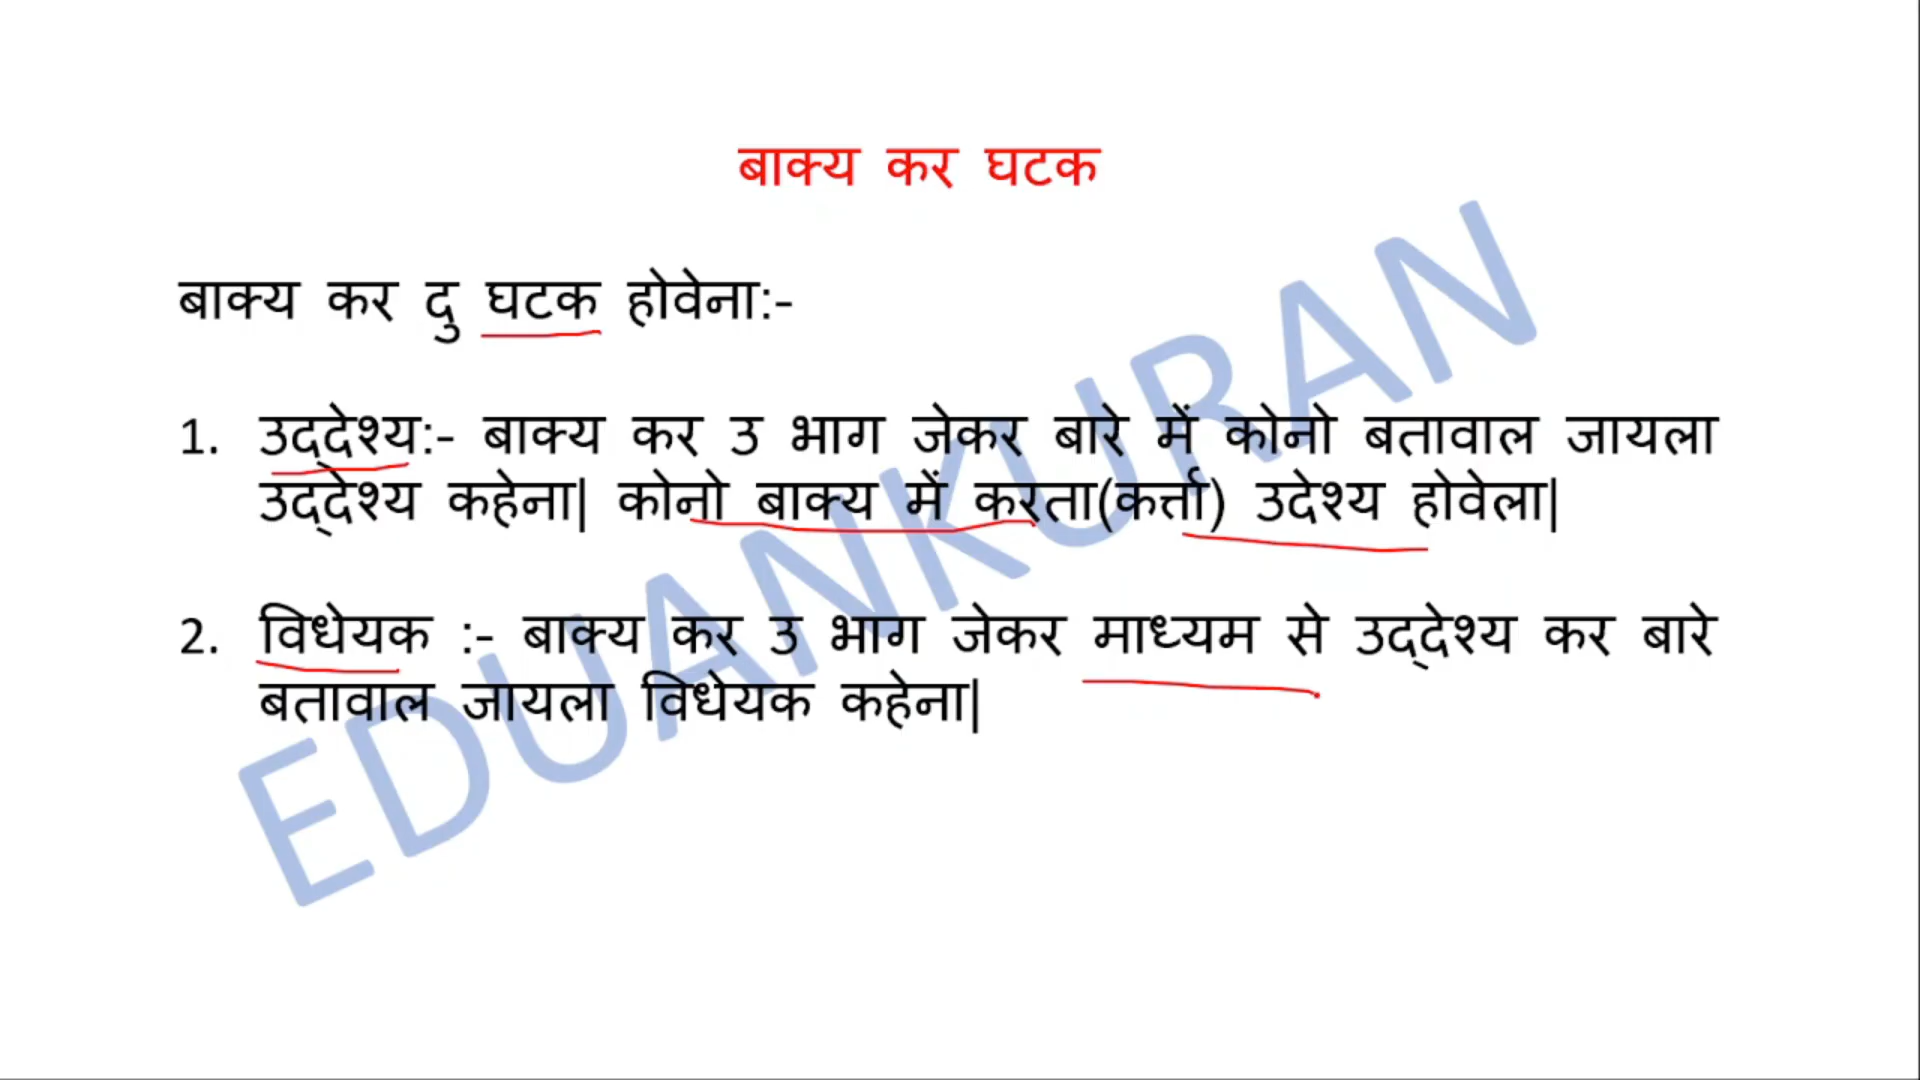 बाक्य कर घटक
बाक्य कर दु घटक होवेना:-
1. उद्देश्य:- बाक्य कर उ भाग जेकर बारे में कोनो बतावाल जायला
उद्देश्य कहेना| कोनो बाक्य में करता(कर्त्ता) उदेश्य होवेला|
2. विधेयक :- बाक्य कर उ भाग जेकर माध्यम से उद्देश्य कर बारे
बतावाल जायला विधेयक कहेना|
EDUANKURAN